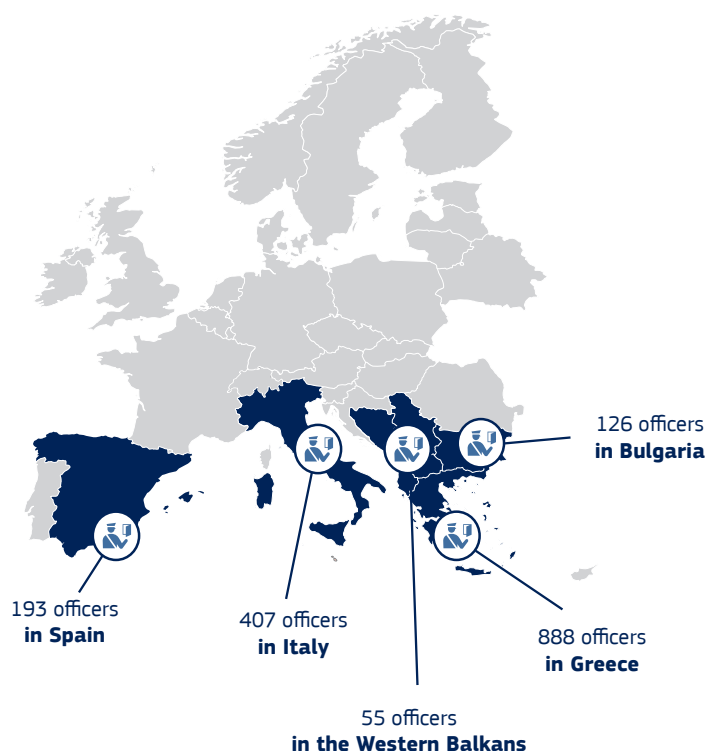 126 officers
in Bulgaria
193 officers
in Spain
407 officers
in Italy
888 officers
in Greece
55 officers
in the Western Balkans